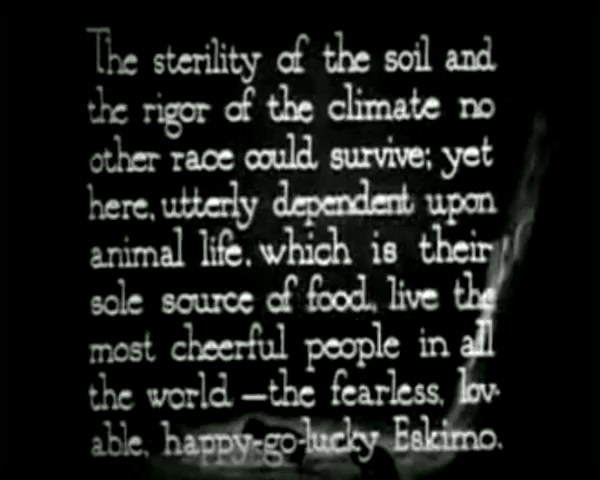 The sterility of the soil and
the rigor of the climate no
other race could survive; yet
here, utterly dependent upon
animal life, which is their
sole source of food, live the
most cheerful people in all
the world—the fearless, lov-
able, happy-go-lucky Eskimo.